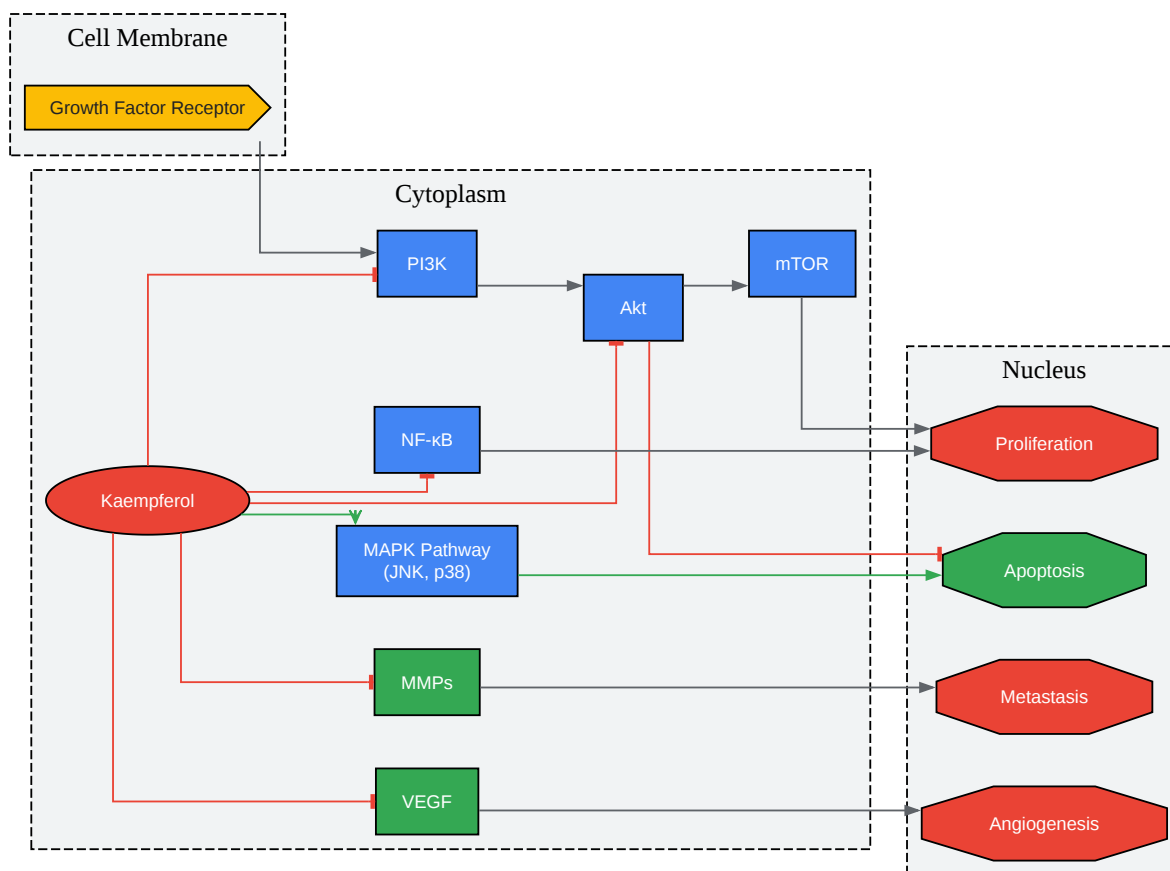 Cell Membrane
Growth Factor Receptor
Cytoplasm
PI3K
Akt
mTOR
Nucleus
NF-κB
Proliferation
Kaempferol
MAPK Pathway
(JNK, p38)
Apoptosis
MMPs
Metastasis
VEGF
Angiogenesis